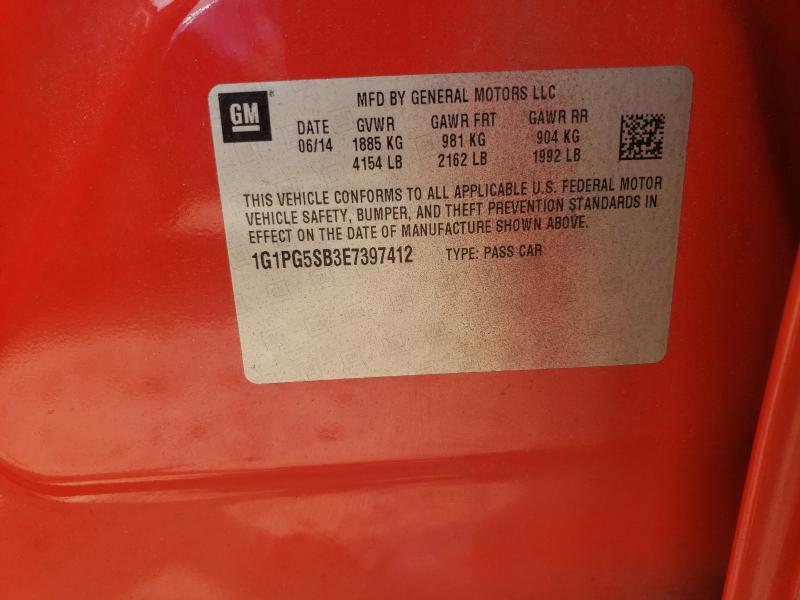 GM
MFD BY GENERAL MOTORS LLC
DATE GVWR GAWR FRT GAWR RR
06/14 1885 KG 981 KG 904 KG
4154 LB 2162 LB 1992 LB
THIS VEHICLE CONFORMS TO ALL APPLICABLE U.S. FEDERAL MOTOR
VEHICLE SAFETY, BUMPER, AND THEFT PREVENTION STANDARDS IN
EFFECT ON THE DATE OF MANUFACTURE SHOWN ABOVE.
1G1PG5SB3E7397412 TYPE: PASS CAR